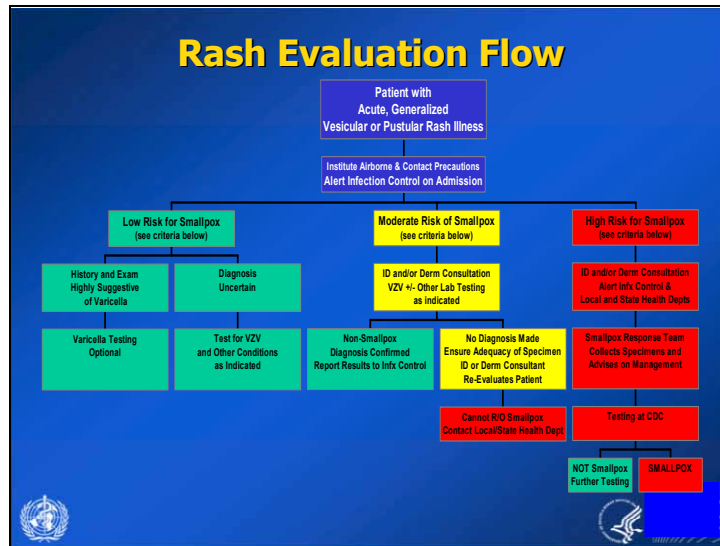 Rash Evaluation Flow
Patient with
Acute, Generalized
Vesicular or Pustular Rash Illness
Institute Airborne & Contact Precautions
Alert Infection Control on Admission
Low Risk for Smallpox
(see criteria below)
History and Exam
Highly Suggestive
of Varicella
Varicella Testing
Optional
Diagnosis
Uncertain
Test for VZV
and Other Conditions
as Indicated
Moderate Risk of Smallpox
(see criteria below)
ID and/or Derm Consultation
VZV +/- Other Lab Testing
as indicated
Non-Smallpox
Diagnosis Confirmed
Report Results to Infx Control
No Diagnosis Made
Ensure Adequacy of Specimen
ID or Derm Consultant
Re-Evaluates Patient
Cannot R/O Smallpox
Contact Local/State Health Dept
High Risk for Smallpox
(see criteria below)
ID and/or Derm Consultation
Alert Infx Control &
Local and State Health Depts
Smallpox Response Team
Collects Specimens and
Advises on Management
Testing at CDC
NOT Smallpox
Further Testing
SMALLPOX